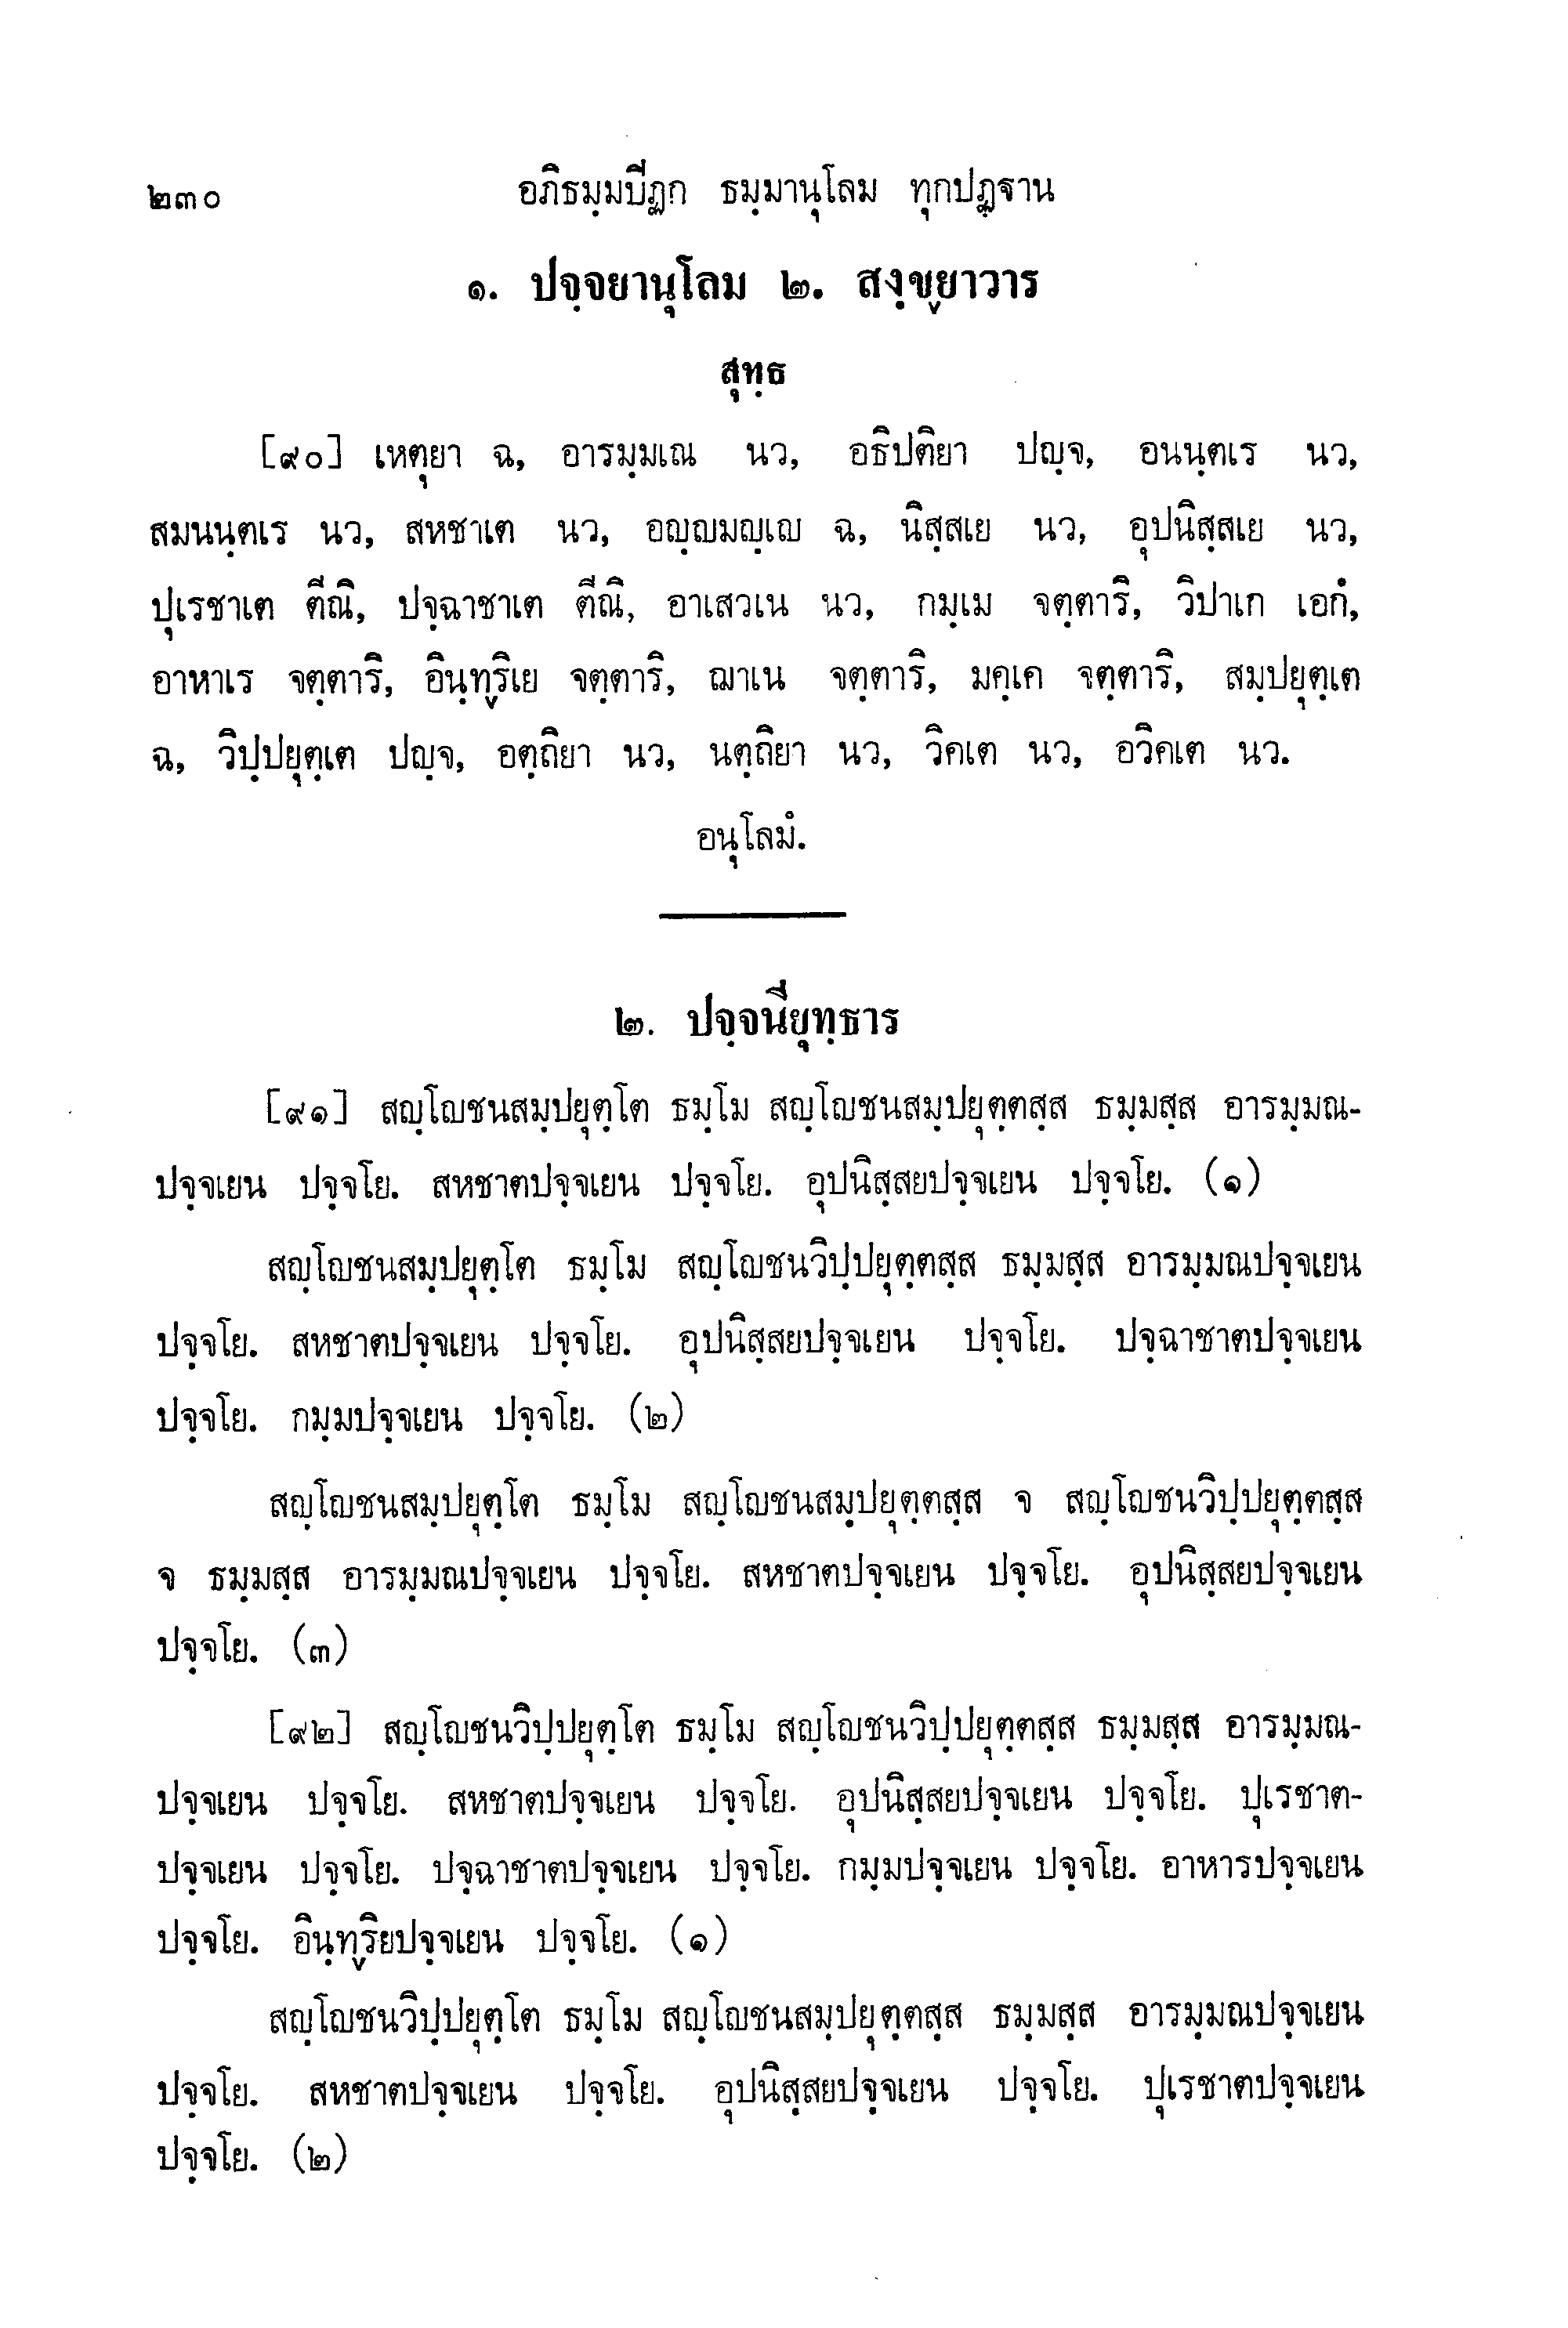 ๒๓๐ อภิธมฺมปีฏก ธมฺมานุโลม ทุกปฏฺฐาน
๑. ปจฺจยานุโลม ๒. สงฺขฺยาวาร
สุทฺธ
[๙๐] เหตุยา ฉ, อารมฺมเณ นว, อธิปติยา ปญฺจ, อนนฺตเร นว,
สมนนฺตเร นว, สหชาเต นว, อญฺญมญฺเญ ฉ, นิสฺสเย นว, อุปนิสฺสเย นว,
ปุเรชาเต ตีณิ, ปจฺฉาชาเต ตีณิ, อาเสวเน นว, กมฺเม จตฺตาริ, วิปาเก เอกํ,
อาหาเร จตฺตาริ, อินฺทฺริเย จตฺตาริ, ฌาเน จตฺตาริ, มคฺเค จตฺตาริ, สมฺปยุตฺเต
ฉ, วิปฺปยุตฺเต ปญฺจ, อตฺถิยา นว, นตฺถิยา นว, วิคเต นว, อวิคเต นว.
อนุโลมํ.
๒. ปจฺจนียุทฺธาร
[๙๑] สญฺโญชนสมฺปยุตฺโต ธมฺโม สญฺโญชนสมฺปยุตฺตสฺส ธมฺมสฺส อารมฺมณ-
ปจฺจเยน ปจฺจโย. สหชาตปจฺจเยน ปจฺจโย. อุปนิสฺสยปจฺจเยน ปจฺจโย. (๑)
สญฺโญชนสมฺปยุตฺโต ธมฺโม สญฺโญชนวิปฺปยุตฺตสฺส ธมฺมสฺส อารมฺมณปจฺจเยน
ปจฺจโย. สหชาตปจฺจเยน ปจฺจโย. อุปนิสฺสยปจฺจเยน ปจฺจโย. ปจฺฉาชาตปจฺจเยน
ปจฺจโย. กมฺมปจฺจเยน ปจฺจโย. (๒)
สญฺโญชนสมฺปยุตฺโต ธมฺโม สญฺโญชนสมฺปยุตฺตสฺส จ สญฺโญชนวิปฺปยุตฺตสฺส
จ ธมฺมสฺส อารมฺมณปจฺจเยน ปจฺจโย. สหชาตปจฺจเยน ปจฺจโย. อุปนิสฺสยปจฺจเยน
ปจฺจโย. (๓)
[๙๒] สญฺโญชนวิปฺปยุตฺโต ธมฺโม สญฺโญชนวิปฺปยุตฺตสฺส ธมฺมสฺส อารมฺมณ-
ปจฺจเยน ปจฺจโย. สหชาตปจฺจเยน ปจฺจโย. อุปนิสฺสยปจฺจเยน ปจฺจโย. ปุเรชาต-
ปจฺจเยน ปจฺจโย. ปจฺฉาชาตปจฺจเยน ปจฺจโย. กมฺมปจฺจเยน ปจฺจโย. อาหารปจฺจเยน
ปจฺจโย. อินฺทฺริยปจฺจเยน ปจฺจโย. (๑)
สญฺโญชนวิปฺปยุตฺโต ธมฺโม สญฺโญชนสมฺปยุตฺตสฺส ธมฺมสฺส อารมฺมณปจฺจเยน
ปจฺจโย. สหชาตปจฺจเยน ปจฺจโย. อุปนิสฺสยปจฺจเยน ปจฺจโย. ปุเรชาตปจฺจเยน
ปจฺจโย. (๒)